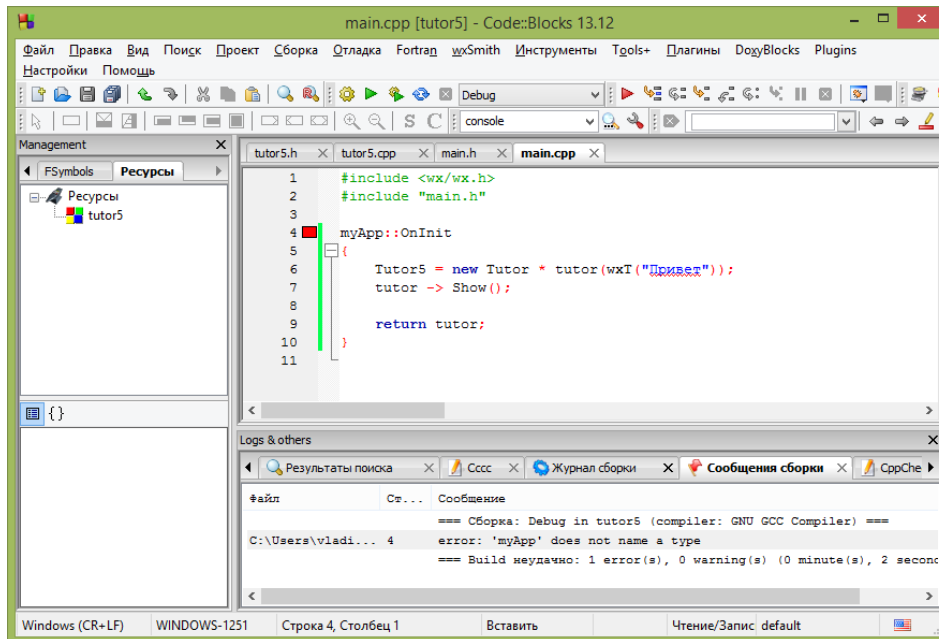 main.cpp [tutor5] - Code::Blocks 13.12
Файл Правка Вид Поиск Проект Сборка Отладка Fortran wxSmith Инструменты Tools+ Плагины DoxyBlocks Plugins
Настройки Помощь
Debug
S C console
Management
FSymbols Ресурсы
Ресурсы
tutor5
{}
tutor5.h tutor5.cpp main.h main.cpp
1 #include <wx/wx.h>
2 #include "main.h"
3
4 myApp::OnInit
5 {
6 Tutor5 = new Tutor * tutor(wxT("Привет"));
7 tutor -> Show();
8
9 return tutor;
10 }
11
Logs & others
Результаты поиска Cccc Журнал сборки Сообщения сборки CppChe
Файл Ст... Сообщение
=== Сборка: Debug in tutor5 (compiler: GNU GCC Compiler) ===
C:\Users\vladi... 4 error: 'myApp' does not name a type
=== Build неудачно: 1 error(s), 0 warning(s) (0 minute(s), 2 second
Windows (CR+LF) WINDOWS-1251 Строка 4, Столбец 1 Вставить Чтение/Запис default